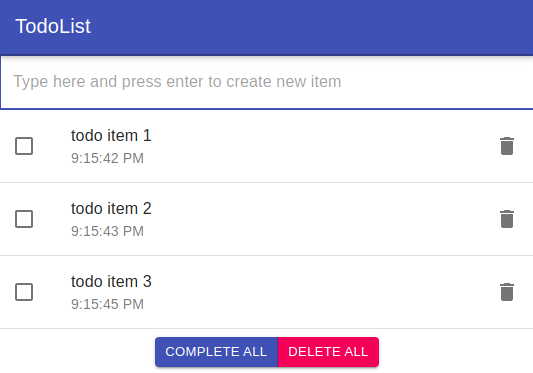 TodoList
Type here and press enter to create new item
todo item 1
9:15:42 PM
todo item 2
9:15:43 PM
todo item 3
9:15:45 PM
COMPLETE ALL DELETE ALL